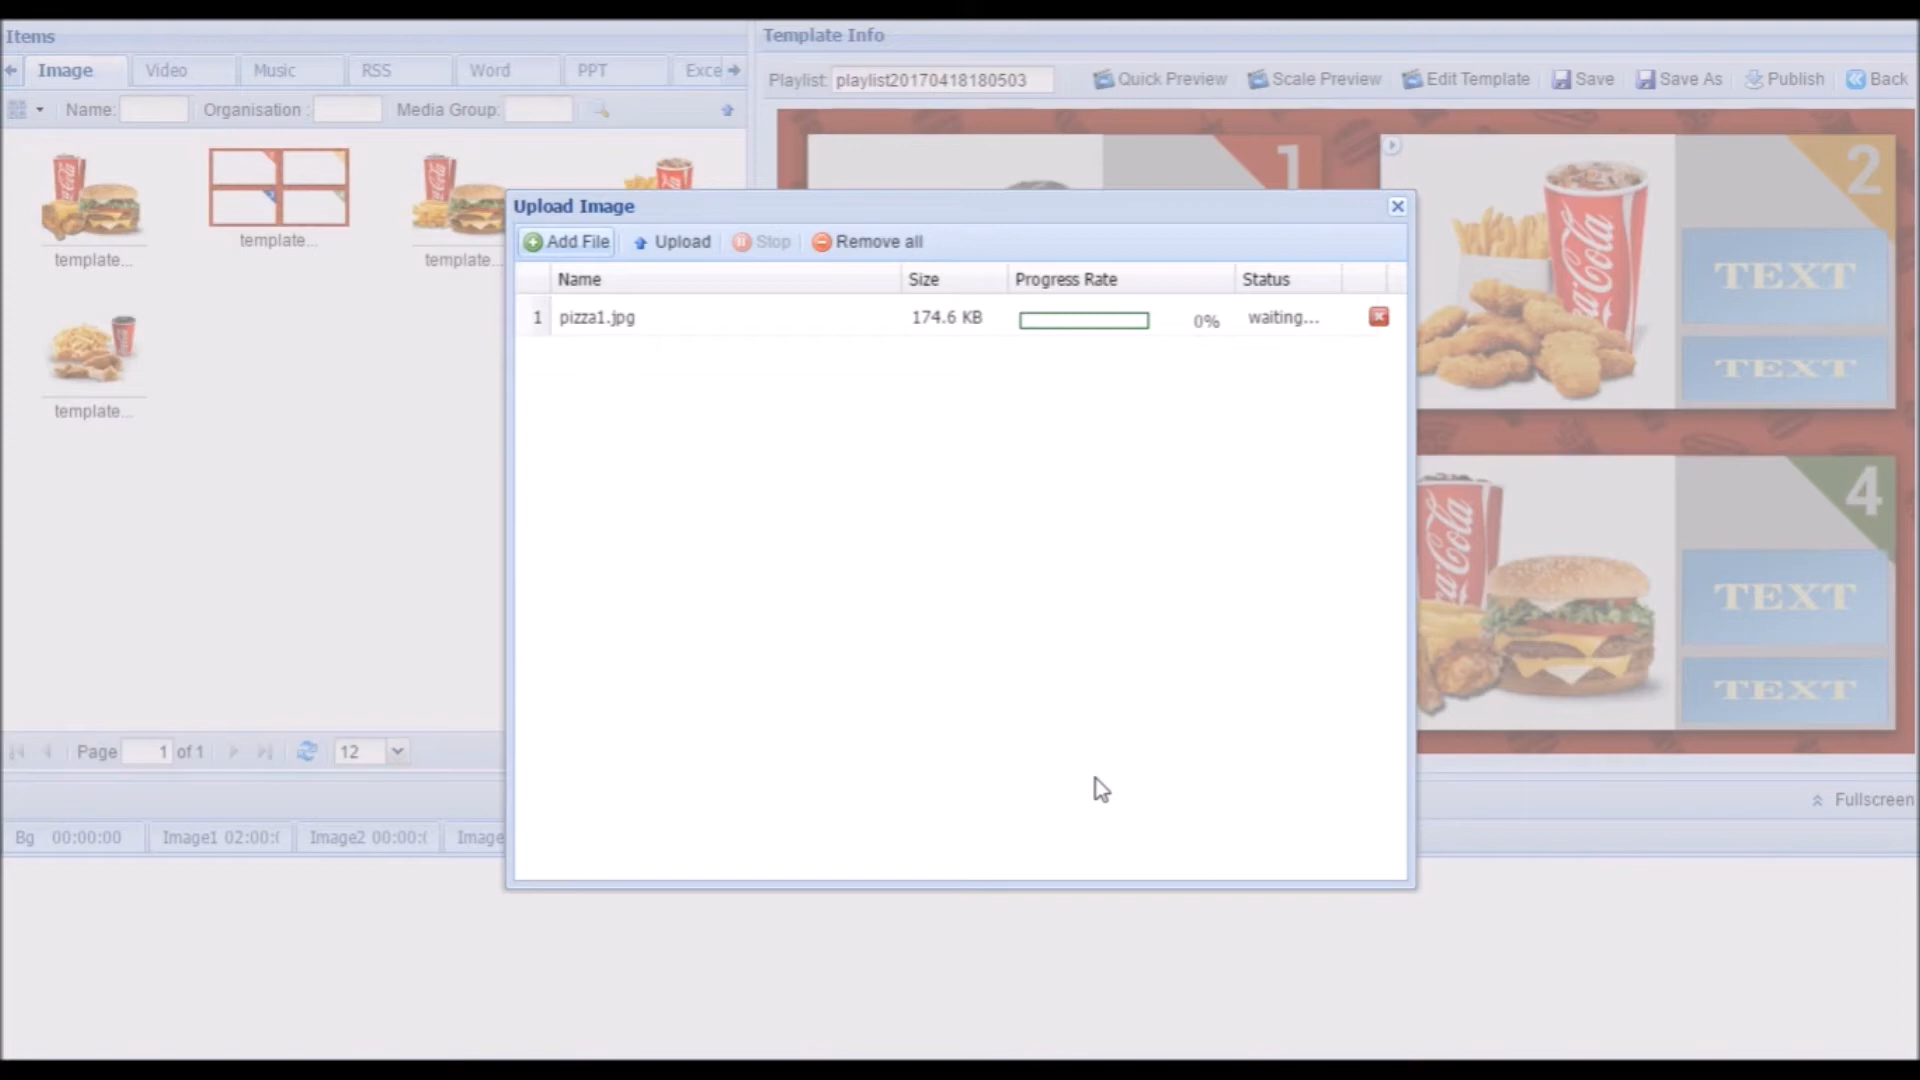 Items
Template Info
Image Video Music RSS Word PPT Exce
Playlist: playlist20170418180503 Quick Preview Scale Preview Edit Template Save Save As Publish Back
Name: Organisation : Media Group:
1
2
template...
template...
template...
Coca-Cola
TEXT
TEXT
Upload Image
Add File Upload Stop Remove all
Name Size Progress Rate Status
1 pizza1.jpg 174.6 KB 0% waiting...
template...
4
Coca-Cola
TEXT
TEXT
Page 1 of 1 12
Fullscreen
Bg 00:00:00 Image1 02:00:( Image2 00:00:( Image